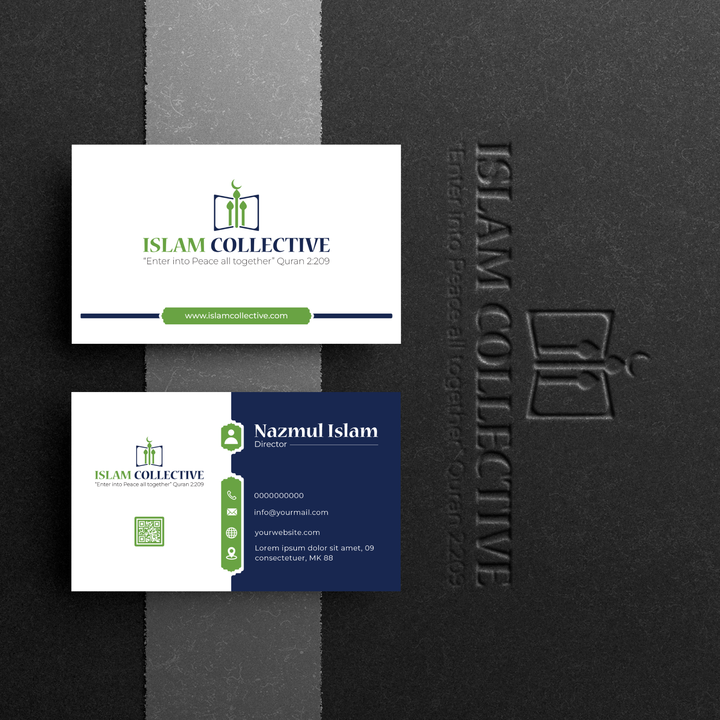 ISLAM COLLECTIVE
“Enter into Peace all together” Quran 2:209
www.islamcollective.com
ISLAM COLLECTIVE
“Enter into Peace all together” Quran 2:209
Nazmul Islam
Director
0000000000
info@yourmail.com
yourwebsite.com
Lorem ipsum dolor sit amet, 09
consectetuer, MK 88
ISLAM COLLECTIVE
“Enter into Peace all together” Quran 2:209